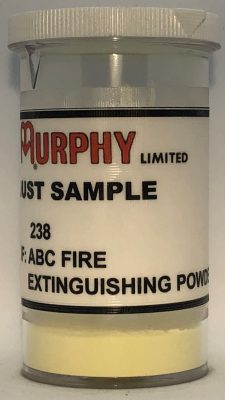 MURPHY LIMITED
UST SAMPLE
238
F: ABC FIRE
EXTINGUISHING POWD